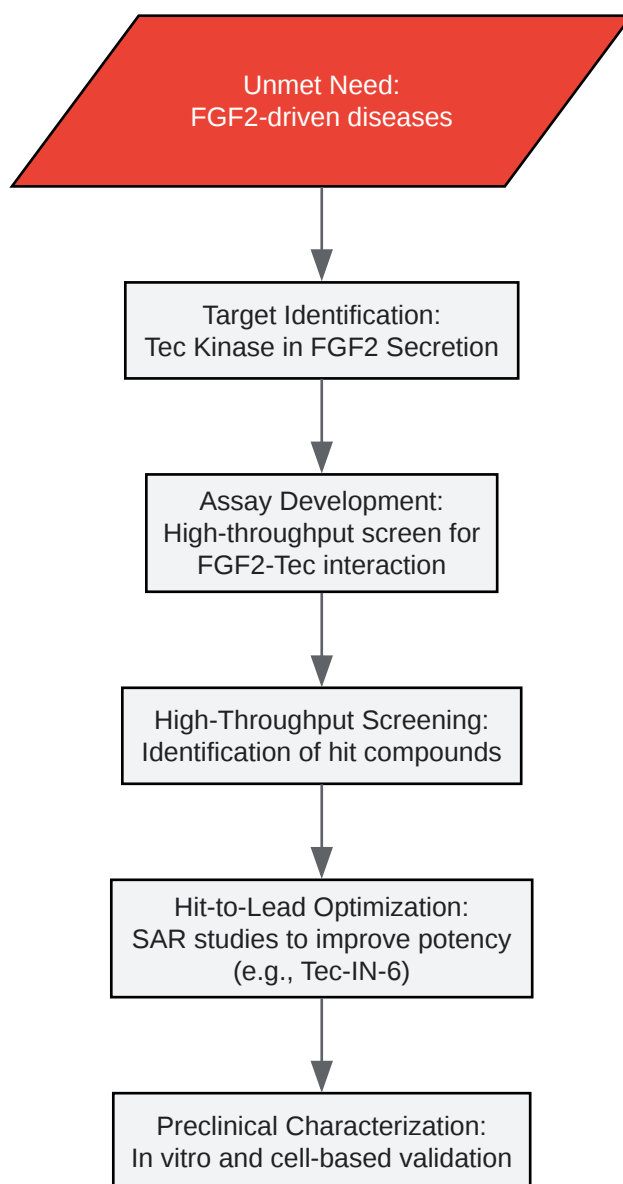 Unmet Need:
FGF2-driven diseases
Target Identification:
Tec Kinase in FGF2 Secretion
Assay Development:
High-throughput screen for
FGF2-Tec interaction
High-Throughput Screening:
Identification of hit compounds
Hit-to-Lead Optimization:
SAR studies to improve potency
(e.g., Tec-IN-6)
Preclinical Characterization:
In vitro and cell-based validation